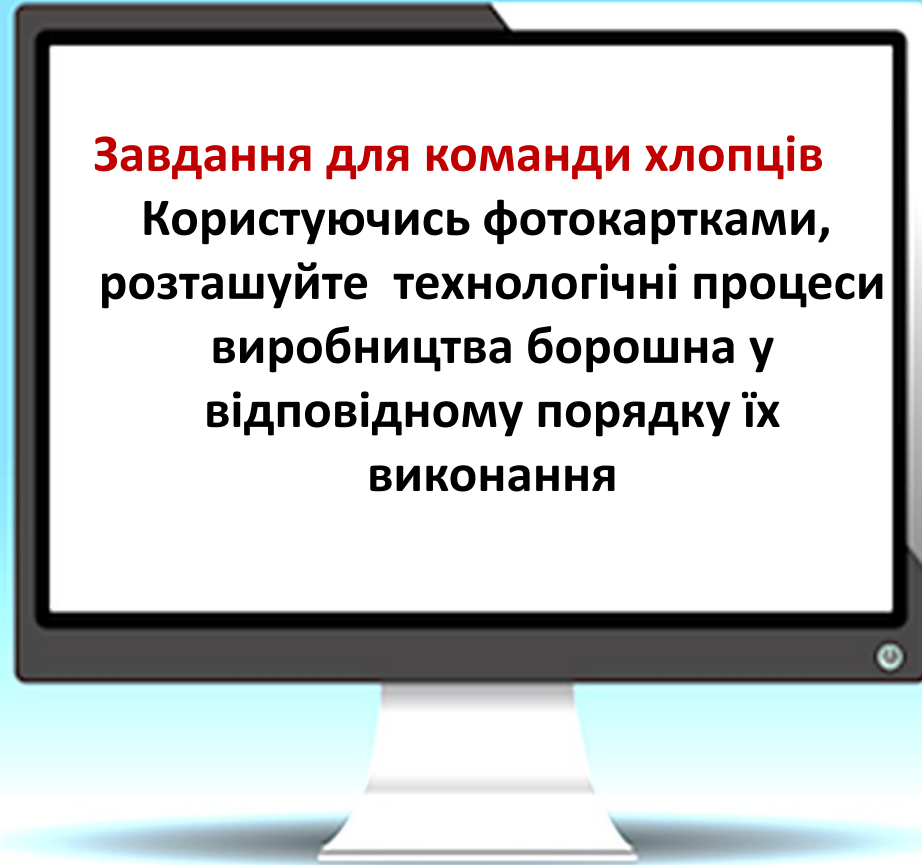 Завдання для команди хлопців
Користуючись фотокартками,
розташуйте технологічні процеси
виробництва борошна у
відповідному порядку їх
виконання